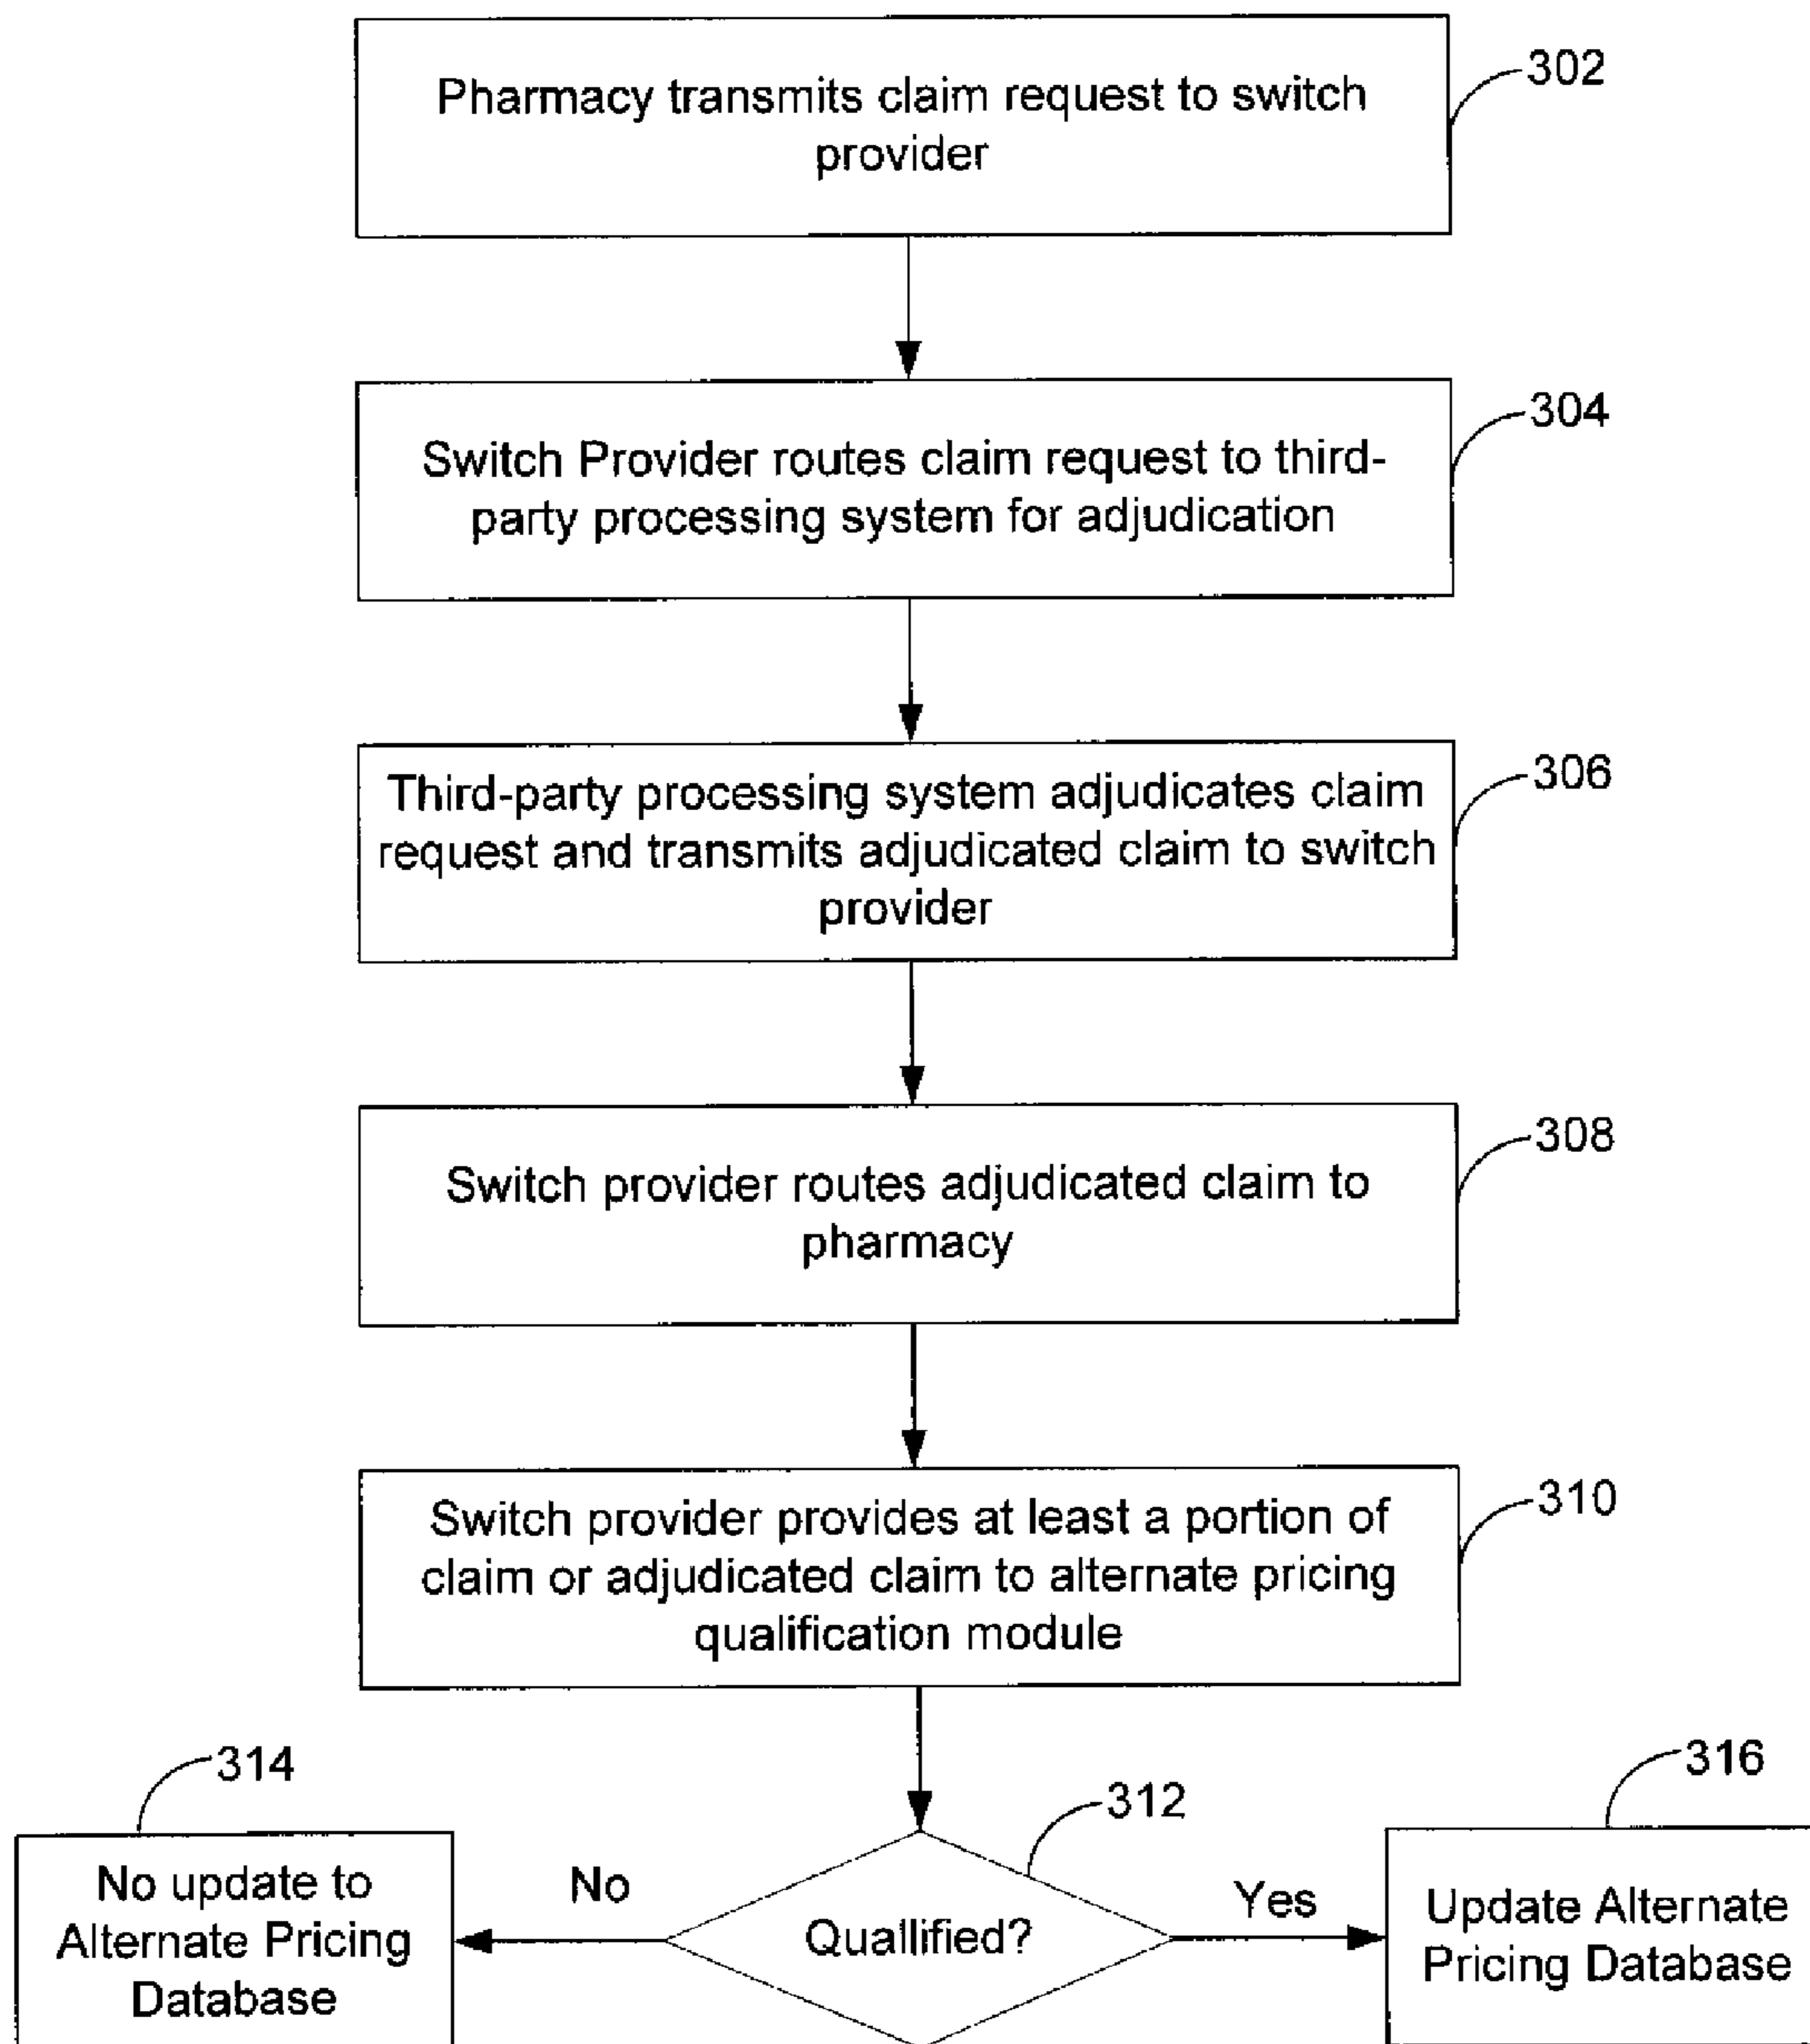 Pharmacy transmits claim request to switch
provider
302
Switch Provider routes claim request to third-
party processing system for adjudication
304
Third-party processing system adjudicates claim
request and transmits adjudicated claim to switch
provider
306
Switch provider routes adjudicated claim to
pharmacy
308
Switch provider provides at least a portion of
claim or adjudicated claim to alternate pricing
qualification module
310
314
312
316
No update to
Alternate Pricing
Database
No
Quallified?
Yes
Update Alternate
Pricing Database